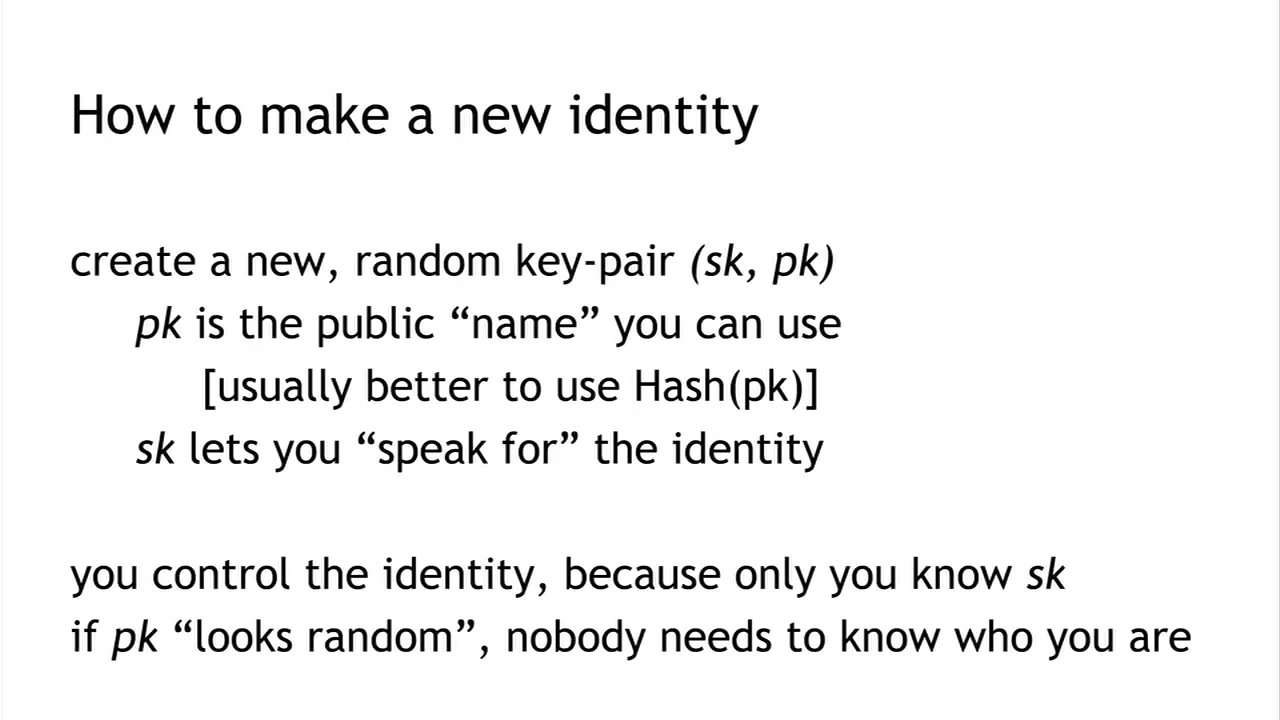 How to make a new identity
create a new, random key-pair (sk, pk)
pk is the public “name” you can use
[usually better to use Hash(pk)]
sk lets you “speak for” the identity
you control the identity, because only you know sk
if pk “looks random”, nobody needs to know who you are